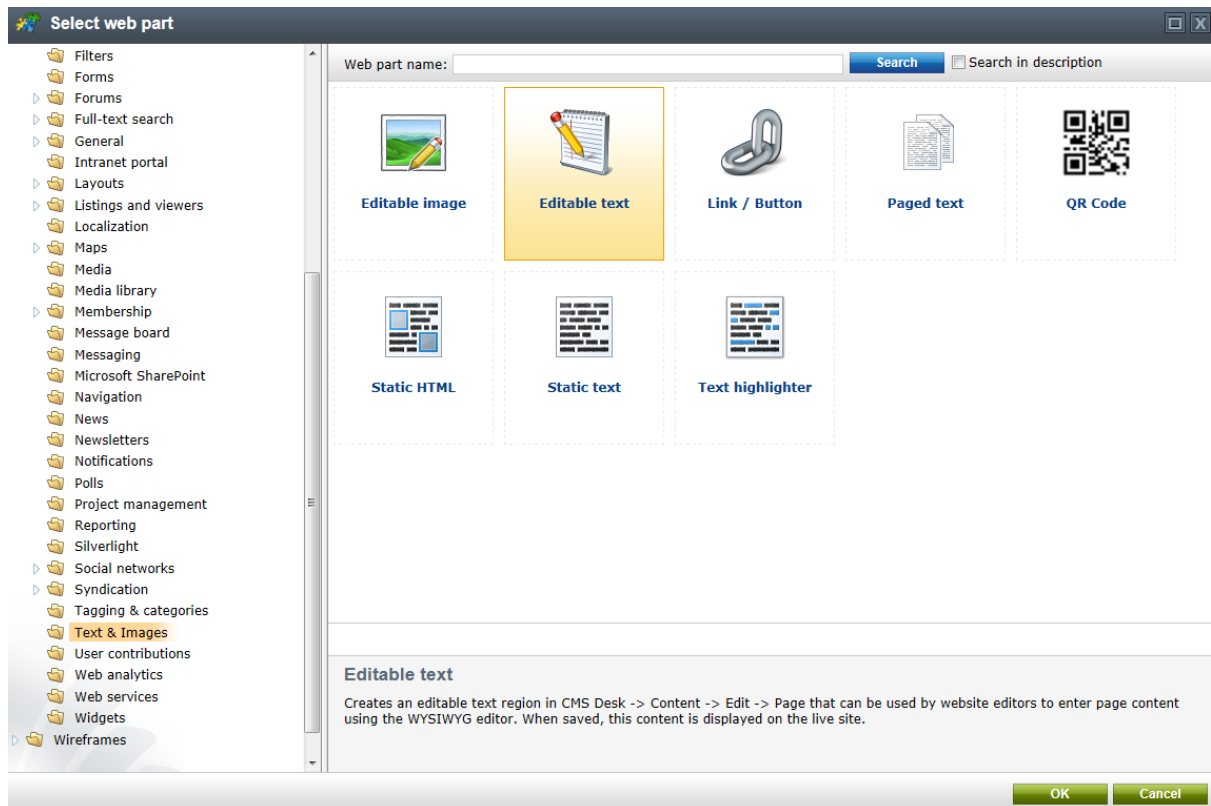 Select web part
Filters
Forms
Forums
Full-text search
General
Intranet portal
Layouts
Listings and viewers
Localization
Maps
Media
Media library
Membership
Message board
Messaging
Microsoft SharePoint
Navigation
News
Newsletters
Notifications
Polls
Project management
Reporting
Silverlight
Social networks
Syndication
Tagging & categories
Text & Images
User contributions
Web analytics
Web services
Widgets
Wireframes
Web part name: Search Search in description
Editable image Editable text Link / Button Paged text QR Code
Static HTML Static text Text highlighter
Editable text
Creates an editable text region in CMS Desk -> Content -> Edit -> Page that can be used by website editors to enter page content
using the WYSIWYG editor. When saved, this content is displayed on the live site.
OK Cancel